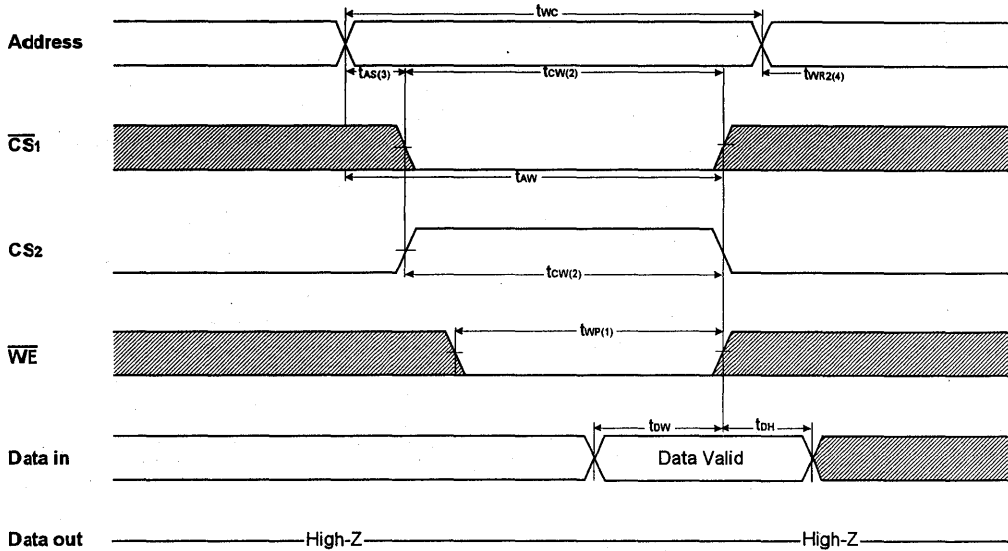 tWC
Address
tAS(3)
tCW(2)
tWR2(4)
CS1
tAW
CS2
tCW(2)
tWP(1)
WE
tDW
tDH
Data in
Data Valid
Data out
High-Z
High-Z